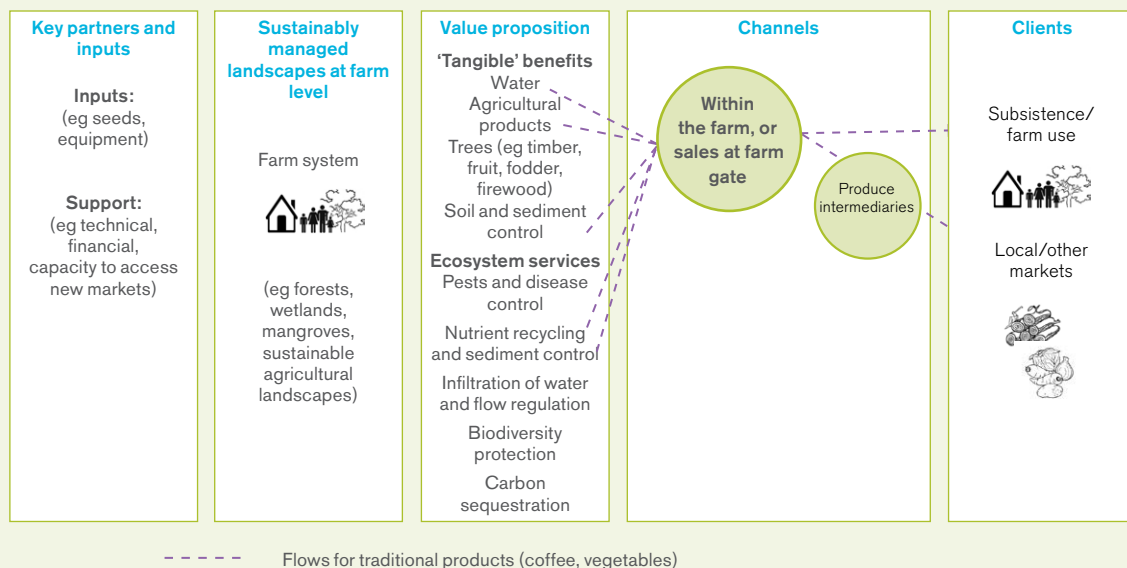 Key partners and
inputs
Inputs:
(eg seeds,
equipment)
Support:
(eg technical,
financial,
capacity to access
new markets)
Sustainably
managed
landscapes at farm
level
Farm system
(eg forests,
wetlands,
mangroves,
sustainable
agricultural
landscapes)
Value proposition
‘Tangible’ benefits
Water
Agricultural
products
Trees (eg timber,
fruit, fodder,
firewood)
Soil and sediment
control
Ecosystem services
Pests and disease
control
Nutrient recycling
and sediment control
Infiltration of water
and flow regulation
Biodiversity
protection
Carbon
sequestration
Channels
Within
the farm, or
sales at farm
gate
Produce
intermediaries
Clients
Subsistence/
farm use
Local/other
markets
Flows for traditional products (coffee, vegetables)